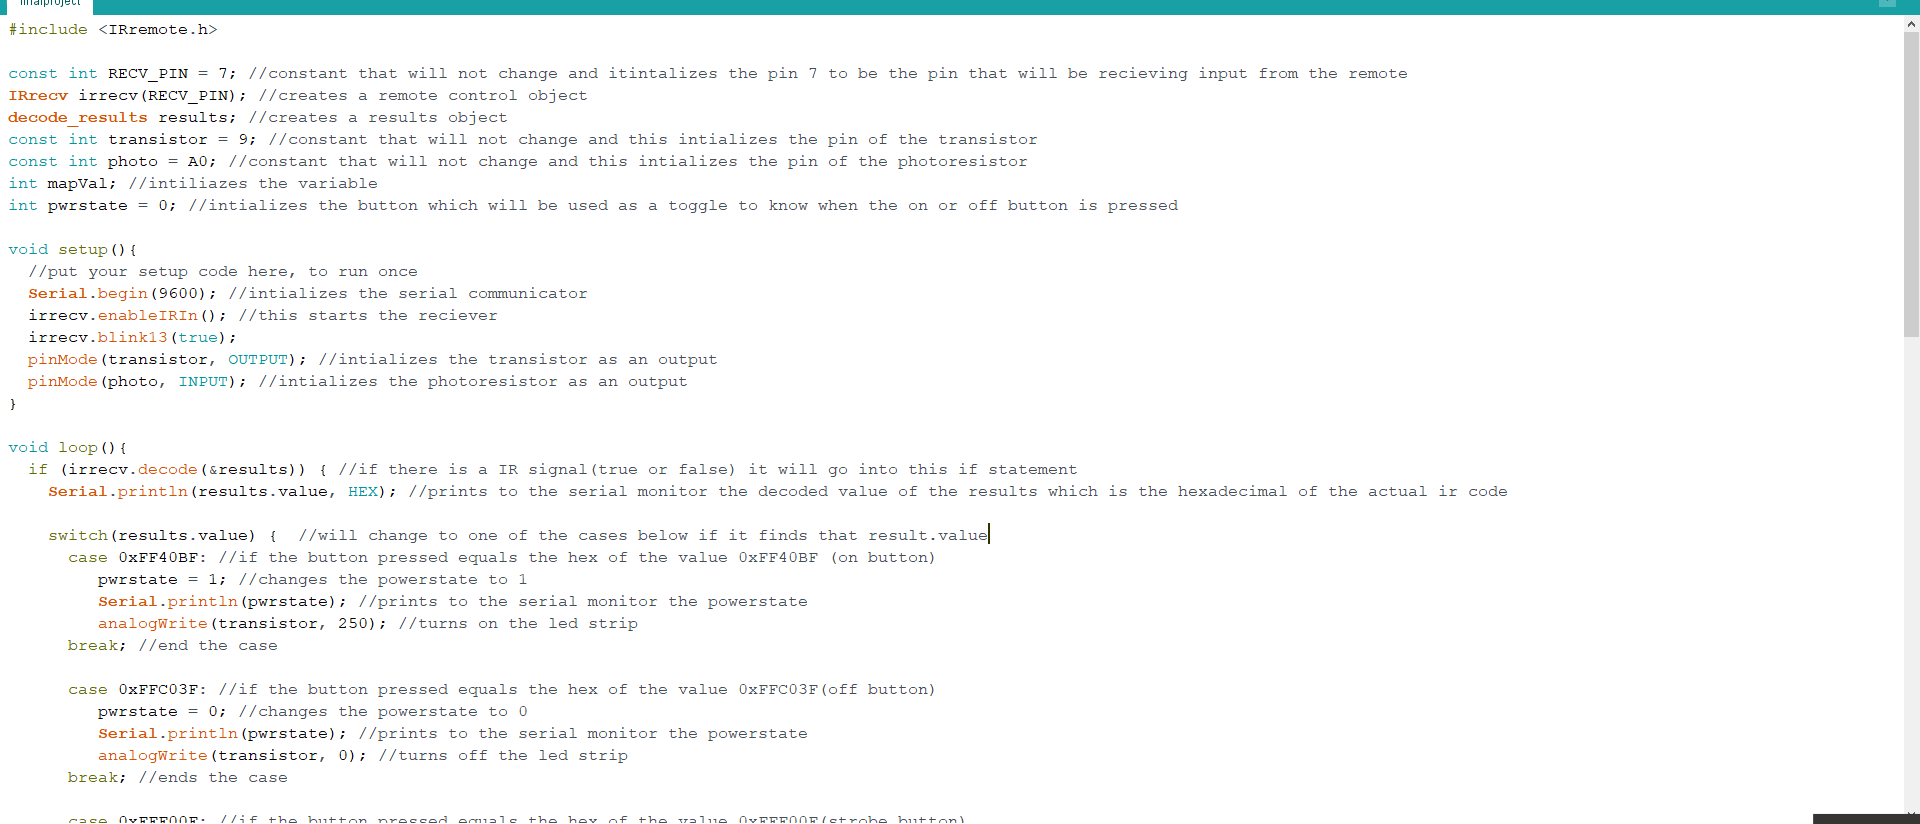 finalproject
#include <IRremote.h>
const int RECV_PIN = 7; //constant that will not change and itintalizes the pin 7 to be the pin that will be recieving input from the remote
IRrecv irrecv(RECV_PIN); //creates a remote control object
decode_results results; //creates a results object
const int transistor = 9; //constant that will not change and this intializes the pin of the transistor
const int photo = A0; //constant that will not change and this intializes the pin of the photoresistor
int mapVal; //intiliazes the variable
int pwrstate = 0; //intializes the button which will be used as a toggle to know when the on or off button is pressed
void setup(){
//put your setup code here, to run once
Serial.begin(9600); //intializes the serial communicator
irrecv.enableIRIn(); //this starts the reciever
irrecv.blink13(true);
pinMode(transistor, OUTPUT); //intializes the transistor as an output
pinMode(photo, INPUT); //intializes the photoresistor as an output
}
void loop(){
if (irrecv.decode(&results)) { //if there is a IR signal(true or false) it will go into this if statement
Serial.println(results.value, HEX); //prints to the serial monitor the decoded value of the results which is the hexadecimal of the actual ir code
switch(results.value) {  //will change to one of the cases below if it finds that result.value
case 0xFF40BF: //if the button pressed equals the hex of the value 0xFF40BF (on button)
pwrstate = 1; //changes the powerstate to 1
Serial.println(pwrstate); //prints to the serial monitor the powerstate
analogWrite(transistor, 250); //turns on the led strip
break; //end the case
case 0xFFC03F: //if the button pressed equals the hex of the value 0xFFC03F(off button)
pwrstate = 0; //changes the powerstate to 0
Serial.println(pwrstate); //prints to the serial monitor the powerstate
analogWrite(transistor, 0); //turns off the led strip
break; //ends the case
case 0xFFF00F: //if the button pressed equals the hex of the value 0xFFF00F(strobe button)